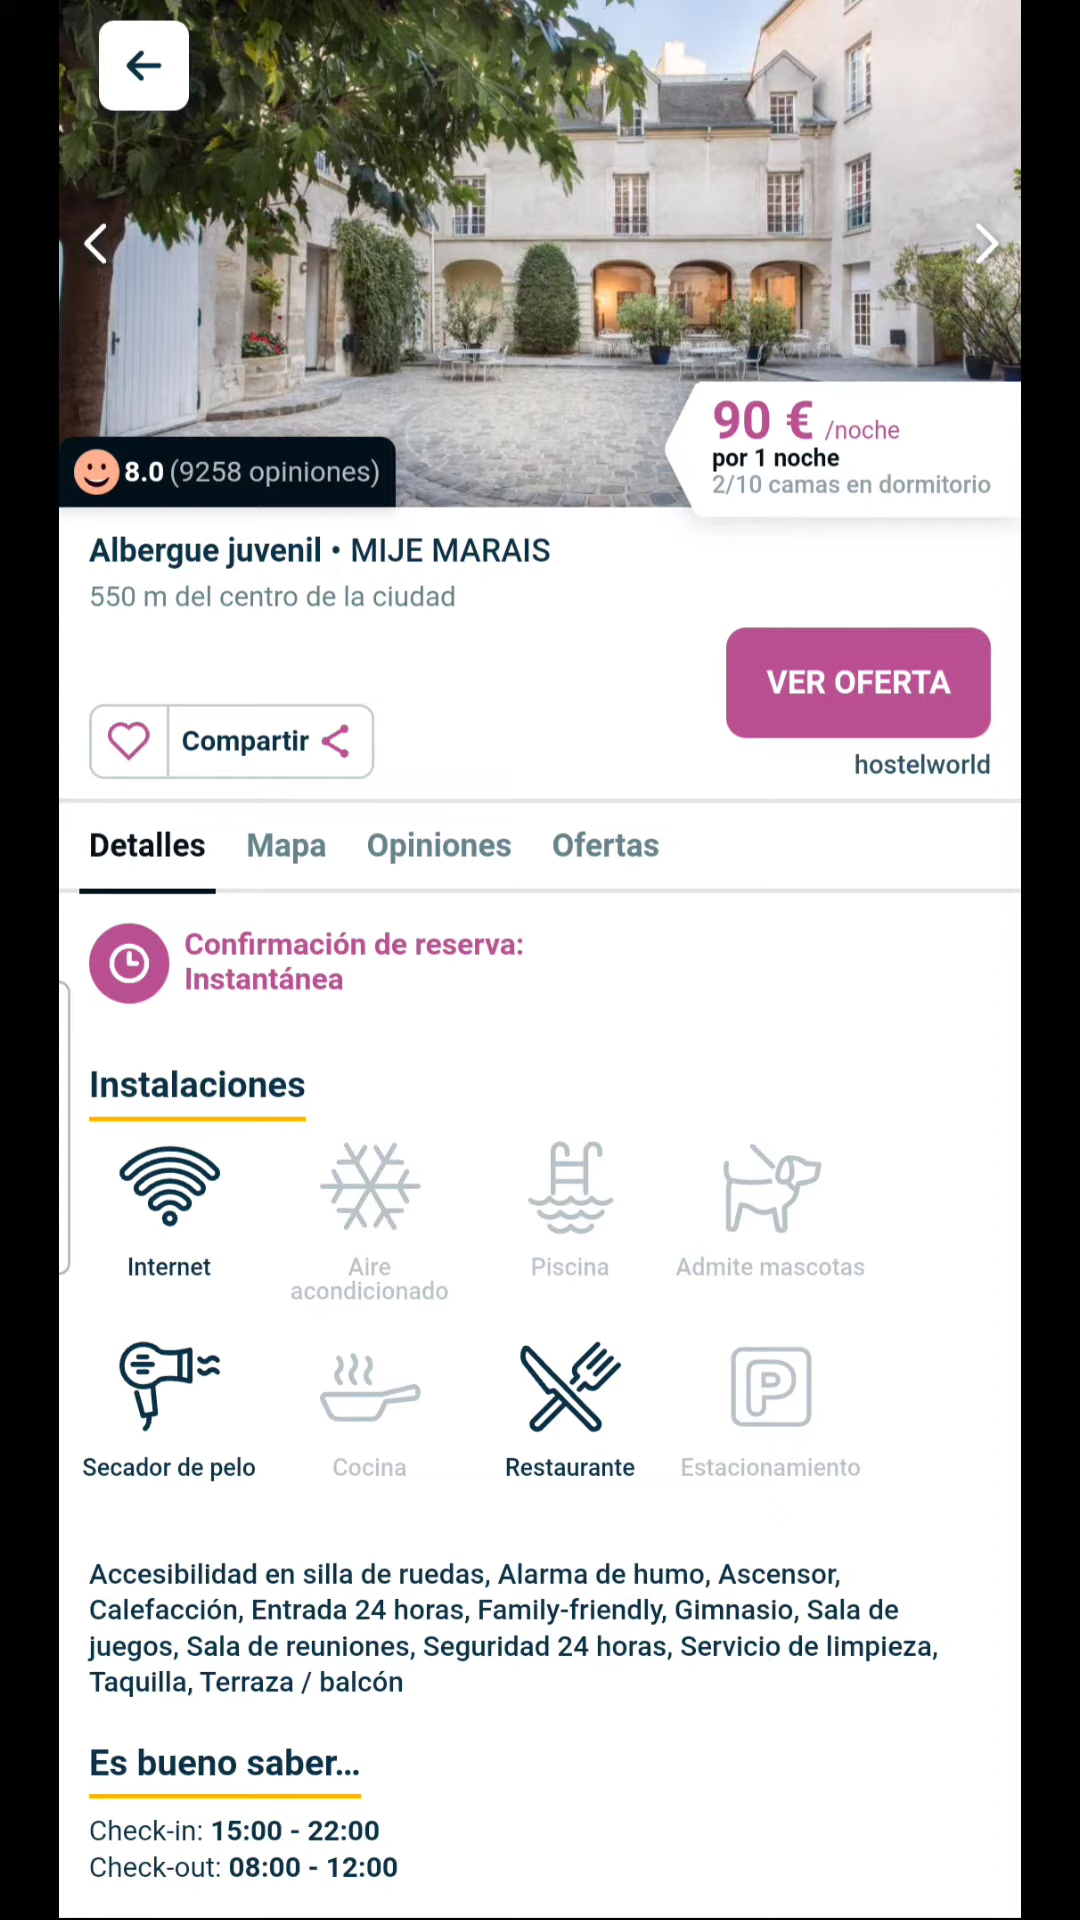 90 € /noche
por 1 noche
2/10 camas en dormitorio
8.0 (9258 opiniones)
Albergue juvenil • MIJE MARAIS
550 m del centro de la ciudad
VER OFERTA
Compartir
hostelworld
Detalles Mapa Opiniones Ofertas
Confirmación de reserva:
Instantánea
Instalaciones
Internet
Aire
acondicionado
Piscina
Admite mascotas
Secador de pelo
Cocina
Restaurante
P
Estacionamiento
Accesibilidad en silla de ruedas, Alarma de humo, Ascensor,
Calefacción, Entrada 24 horas, Family-friendly, Gimnasio, Sala de
juegos, Sala de reuniones, Seguridad 24 horas, Servicio de limpieza,
Taquilla, Terraza / balcón
Es bueno saber...
Check-in: 15:00 - 22:00
Check-out: 08:00 - 12:00